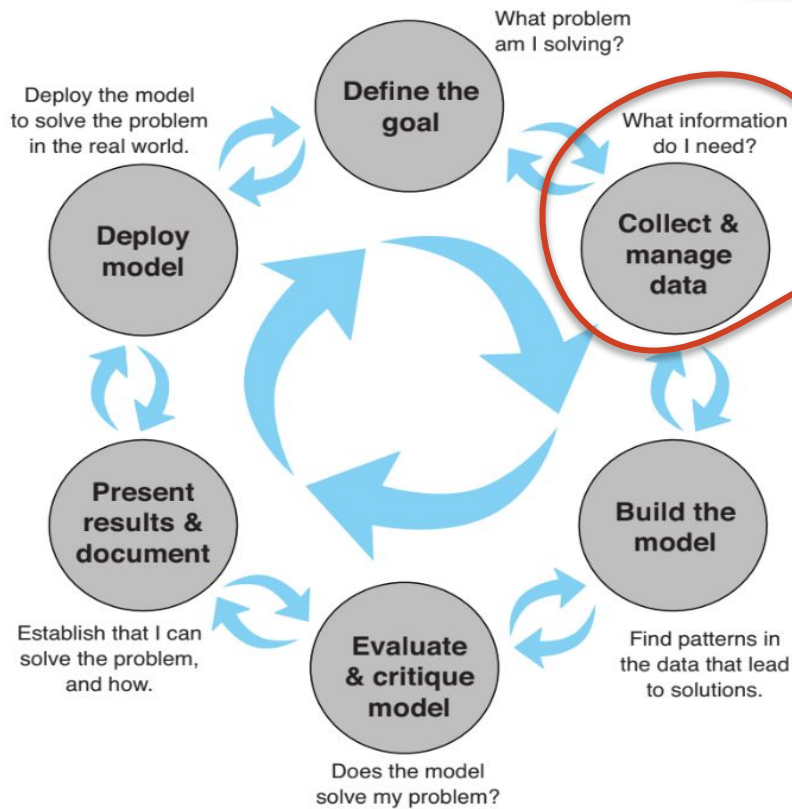 What problem
am I solving?
Define the
goal
What information
do I need?
Collect &
manage
data
Build the
model
Find patterns in
the data that lead
to solutions.
Evaluate
& critique
model
Does the model
solve my problem?
Present
results &
document
Establish that I can
solve the problem,
and how.
Deploy the model
to solve the problem
in the real world.
Deploy
model